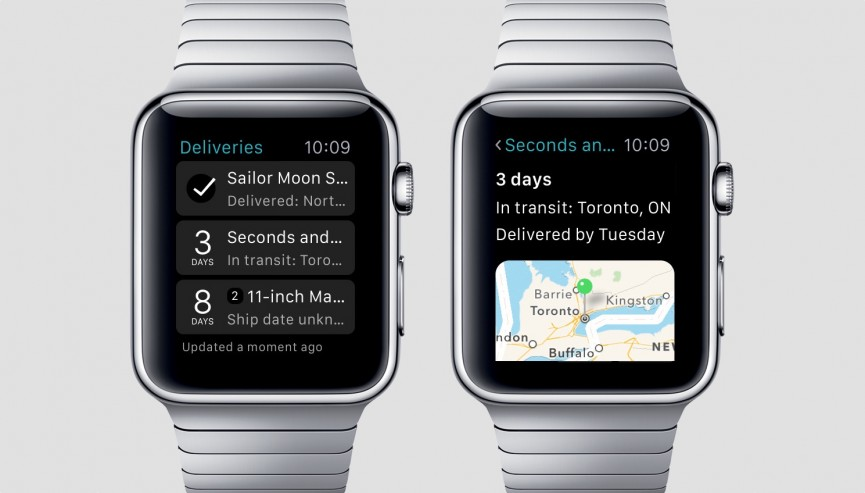 Deliveries 10:09
Sailor Moon S...
Delivered: Nort...
3
DAYS
Seconds and...
In transit: Toro...
8
DAYS
2 11-inch Ma...
Ship date unkn...
Updated a moment ago
<Seconds an... 10:09
3 days
In transit: Toronto, ON
Delivered by Tuesday
Barrie
Kingston
Toronto
ndon
Buffalo
NEW